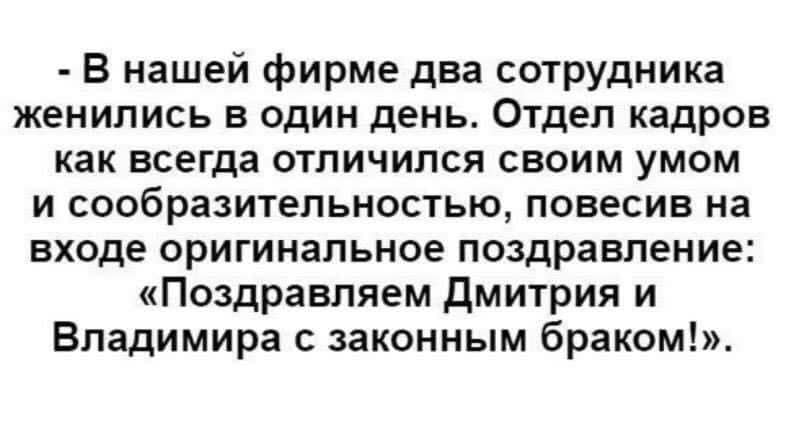 - В нашей фирме два сотрудника
женились в один день. Отдел кадров
как всегда отличился своим умом
и сообразительностью, повесив на
входе оригинальное поздравление:
«Поздравляем Дмитрия и
Владимира с законным браком!».